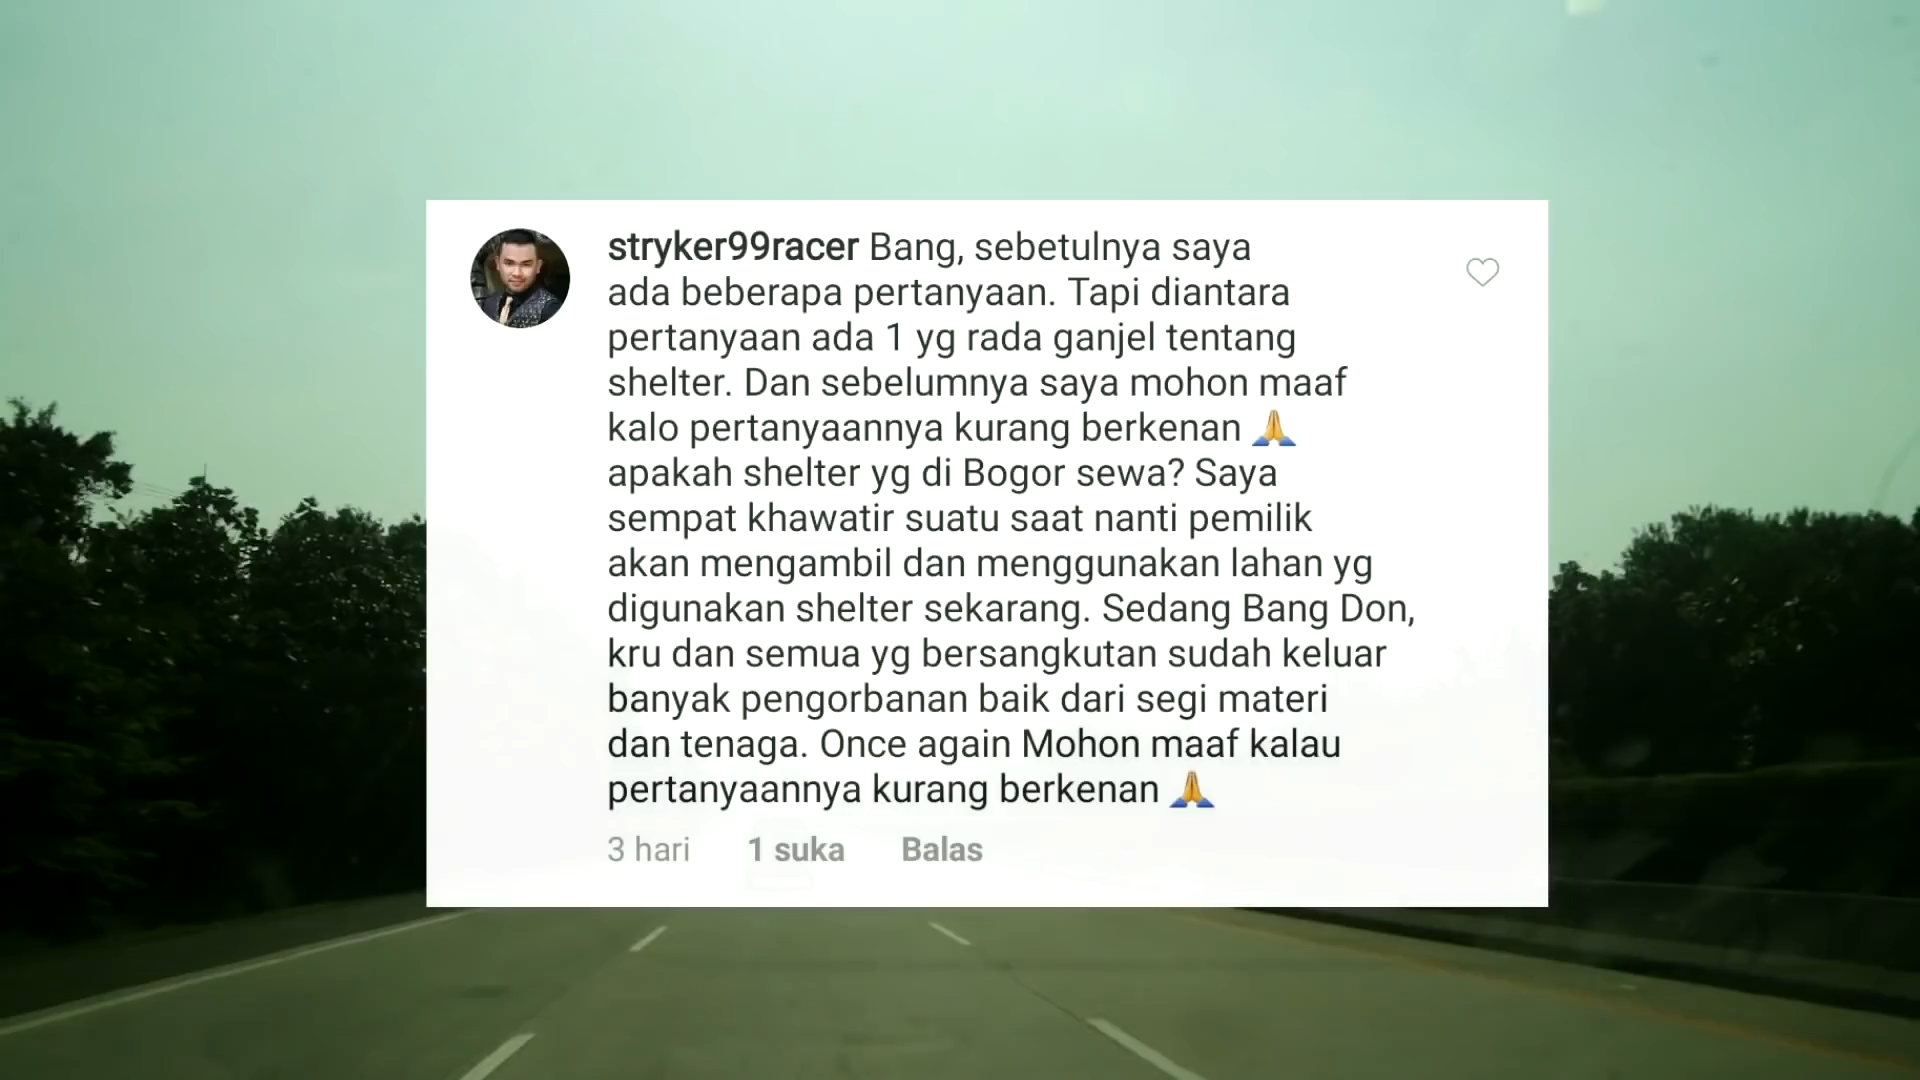 stryker99racer Bang, sebetulnya saya
ada beberapa pertanyaan. Tapi diantara
pertanyaan ada 1 yg rada ganjel tentang
shelter. Dan sebelumnya saya mohon maaf
kalo pertanyaannya kurang berkenan 🙏
apakah shelter yg di Bogor sewa? Saya
sempat khawatir suatu saat nanti pemilik
akan mengambil dan menggunakan lahan yg
digunakan shelter sekarang. Sedang Bang Don,
kru dan semua yg bersangkutan sudah keluar
banyak pengorbanan baik dari segi materi
dan tenaga. Once again Mohon maaf kalau
pertanyaannya kurang berkenan 🙏
3 hari 1 suka Balas